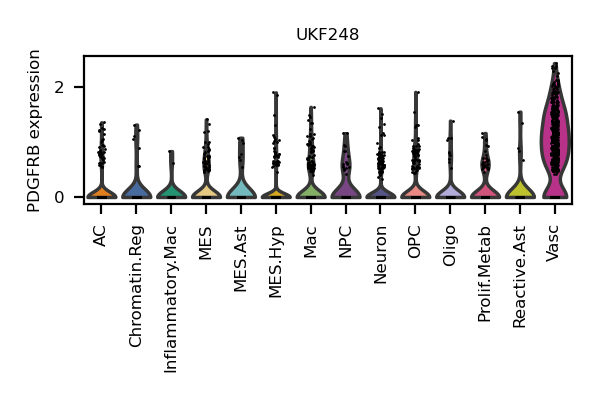 UKF248
PDGFRB expression
2
0
AC
Chromatin.Reg
Inflammatory.Mac
MES
MES.Ast
MES.Hyp
Mac
NPC
Neuron
OPC
Oligo
Prolif.Metab
Reactive.Ast
Vasc